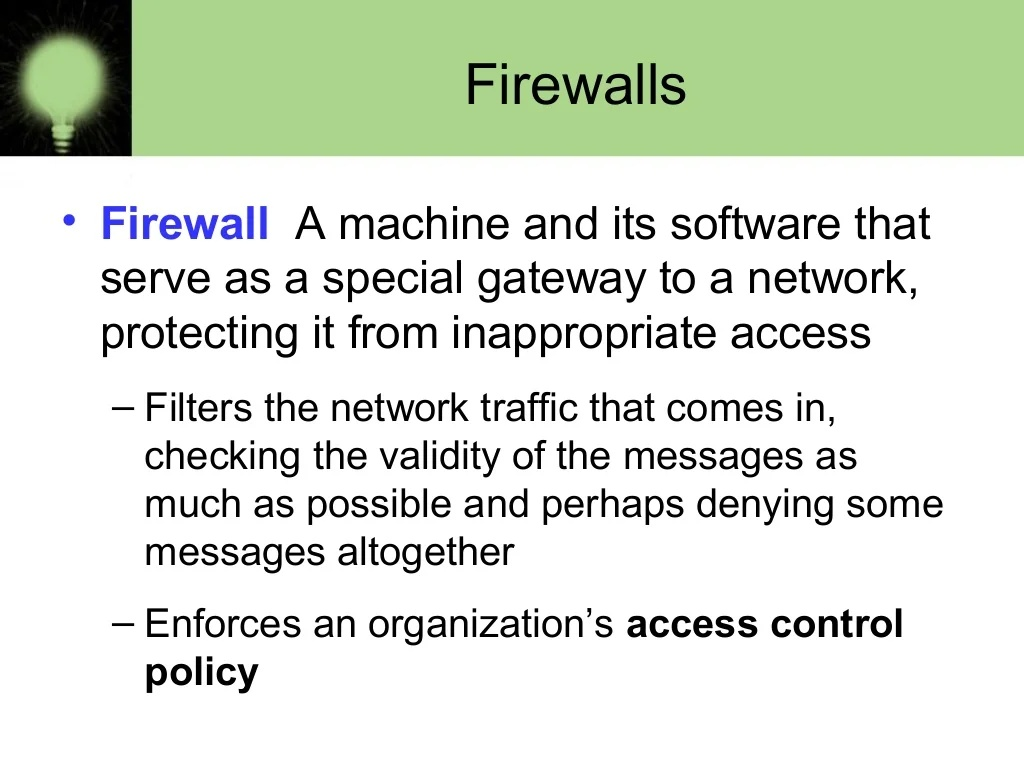 Firewalls
• Firewall  A machine and its software that
serve as a special gateway to a network,
protecting it from inappropriate access
– Filters the network traffic that comes in,
checking the validity of the messages as
much as possible and perhaps denying some
messages altogether
– Enforces an organization’s access control
policy